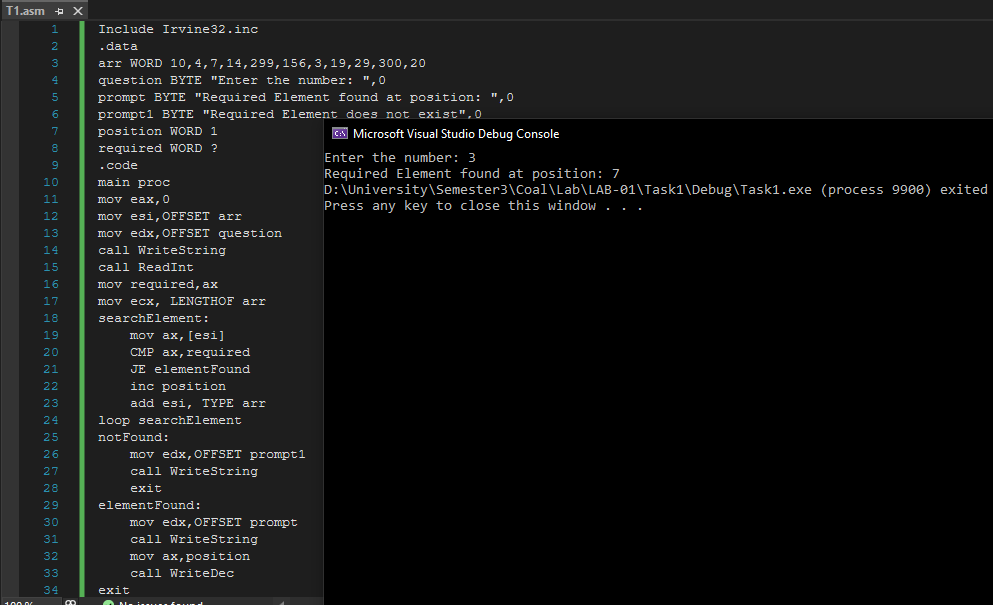 T1.asm
1 Include Irvine32.inc
2 .data
3 arr WORD 10,4,7,14,299,156,3,19,29,300,20
4 question BYTE "Enter the number: ",0
5 prompt BYTE "Required Element found at position: ",0
6 prompt1 BYTE "Required Element does not exist",0
7 position WORD 1
8 required WORD ?
9 .code
10 main proc
11 mov eax,0
12 mov esi,OFFSET arr
13 mov edx,OFFSET question
14 call WriteString
15 call ReadInt
16 mov required,ax
17 mov ecx, LENGTHOF arr
18 searchElement:
19 mov ax,[esi]
20 CMP ax,required
21 JE elementFound
22 inc position
23 add esi, TYPE arr
24 loop searchElement
25 notFound:
26 mov edx,OFFSET prompt1
27 call WriteString
28 exit
29 elementFound:
30 mov edx,OFFSET prompt
31 call WriteString
32 mov ax,position
33 call WriteDec
34 exit
Microsoft Visual Studio Debug Console
Enter the number: 3
Required Element found at position: 7
D:\University\Semester3\Coal\Lab\LAB-01\Task1\Debug\Task1.exe (process 9900) exited
Press any key to close this window . . .